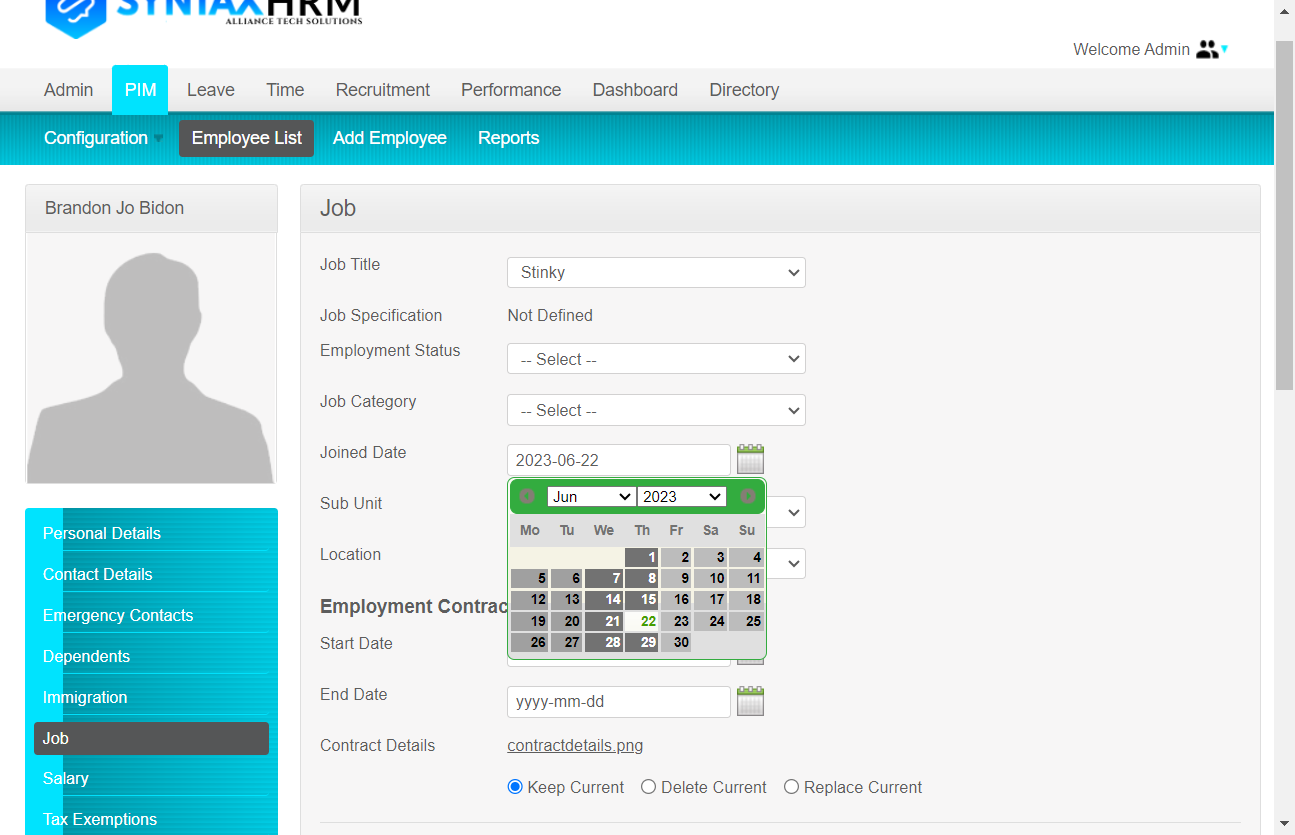 SYNTAXHRM
ALLIANCE TECH SOLUTIONS
Welcome Admin
Admin PIM Leave Time Recruitment Performance Dashboard Directory
Configuration Employee List Add Employee Reports
Brandon Jo Bidon
Job
Job Title Stinky
Job Specification Not Defined
Employment Status -- Select --
Job Category -- Select --
Joined Date 2023-06-22
Jun 2023
Mo Tu We Th Fr Sa Su
1 2 3 4
5 6 7 8 9 10 11
12 13 14 15 16 17 18
19 20 21 22 23 24 25
26 27 28 29 30
Sub Unit
Location
Employment Contrac
Start Date
End Date yyyy-mm-dd
Contract Details contractdetails.png
Keep Current Delete Current Replace Current
Personal Details
Contact Details
Emergency Contacts
Dependents
Immigration
Job
Salary
Tax Exemptions